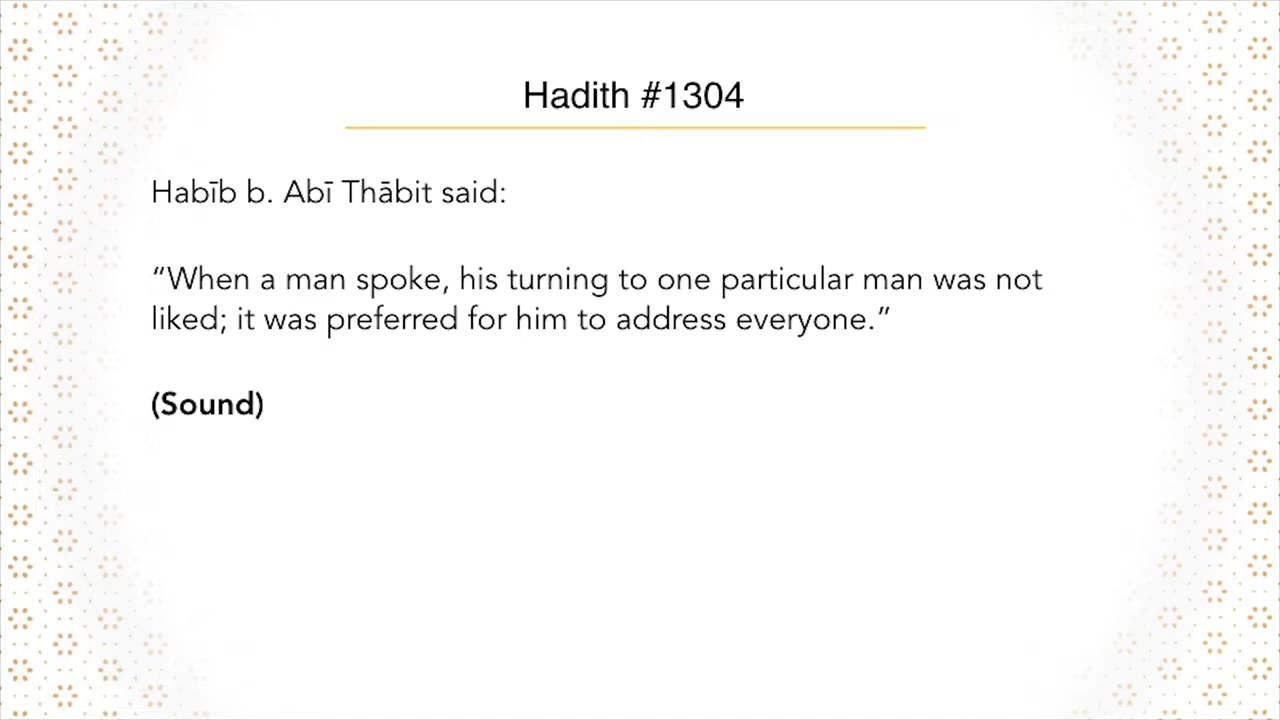 Hadith #1304
Habīb b. Abī Thābit said:
“When a man spoke, his turning to one particular man was not
liked; it was preferred for him to address everyone.”
(Sound)